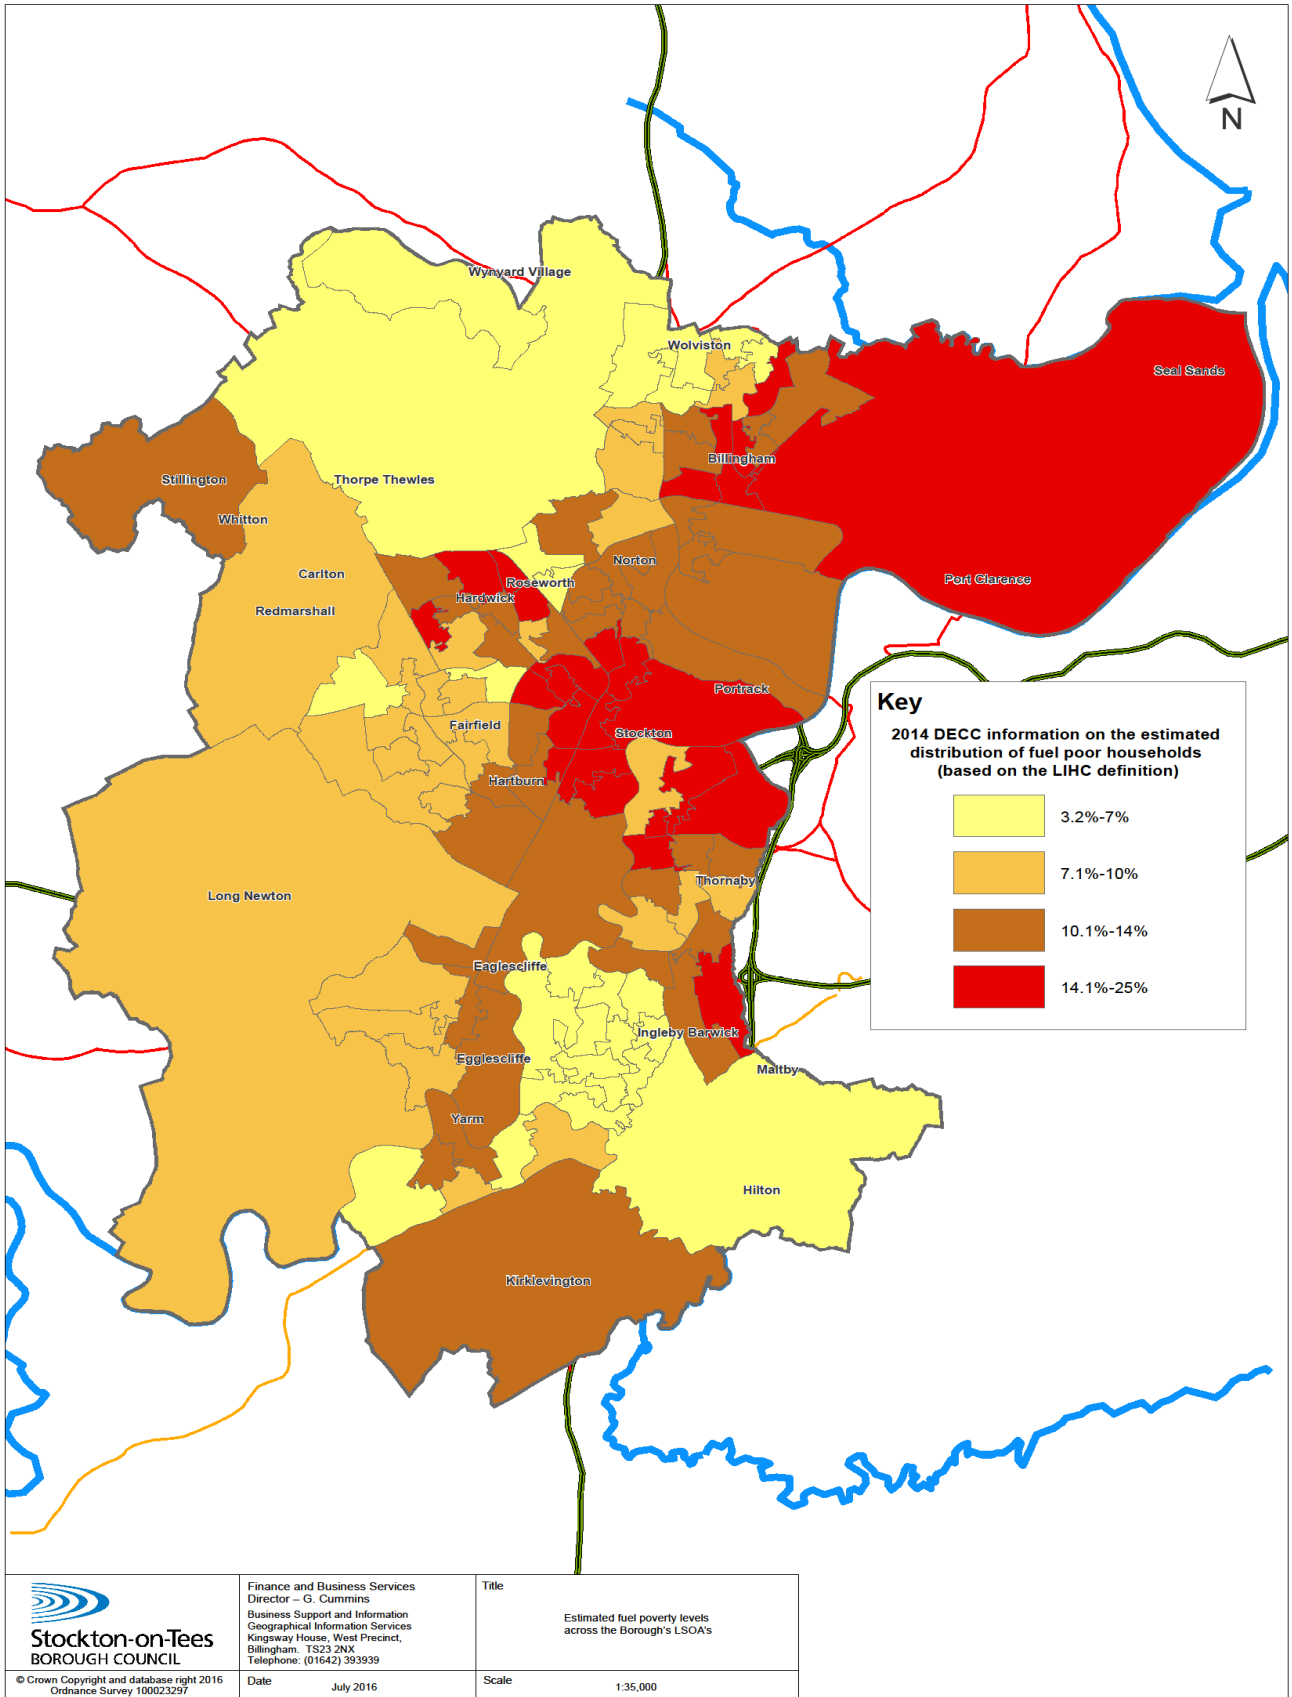 N
Wynyard Village
Wolviston
Seal Sands
Billingham
Stillington
Thorpe Thewles
Whitton
Norton
Carlton
Roseworth
Port Clarence
Hardwick
Redmarshall
Portrack
Fairfield
Stockton
Hartburn
Thornaby
Long Newton
Eaglescliffe
Ingleby Barwick
Egglescliffe
Maltby
Yarm
Hilton
Kirklevington
Key
2014 DECC information on the estimated
distribution of fuel poor households
(based on the LIHC definition)
3.2%-7%
7.1%-10%
10.1%-14%
14.1%-25%
Stockton-on-Tees
BOROUGH COUNCIL
© Crown Copyright and database right 2016
Ordnance Survey 100023297
Finance and Business Services
Director – G. Cummins
Business Support and Information
Geographical Information Services
Kingsway House, West Precinct,
Billingham. TS23 2NX
Telephone: (01642) 393939
Date
July 2016
Title
Estimated fuel poverty levels
across the Borough's LSOA's
Scale
1:35,000